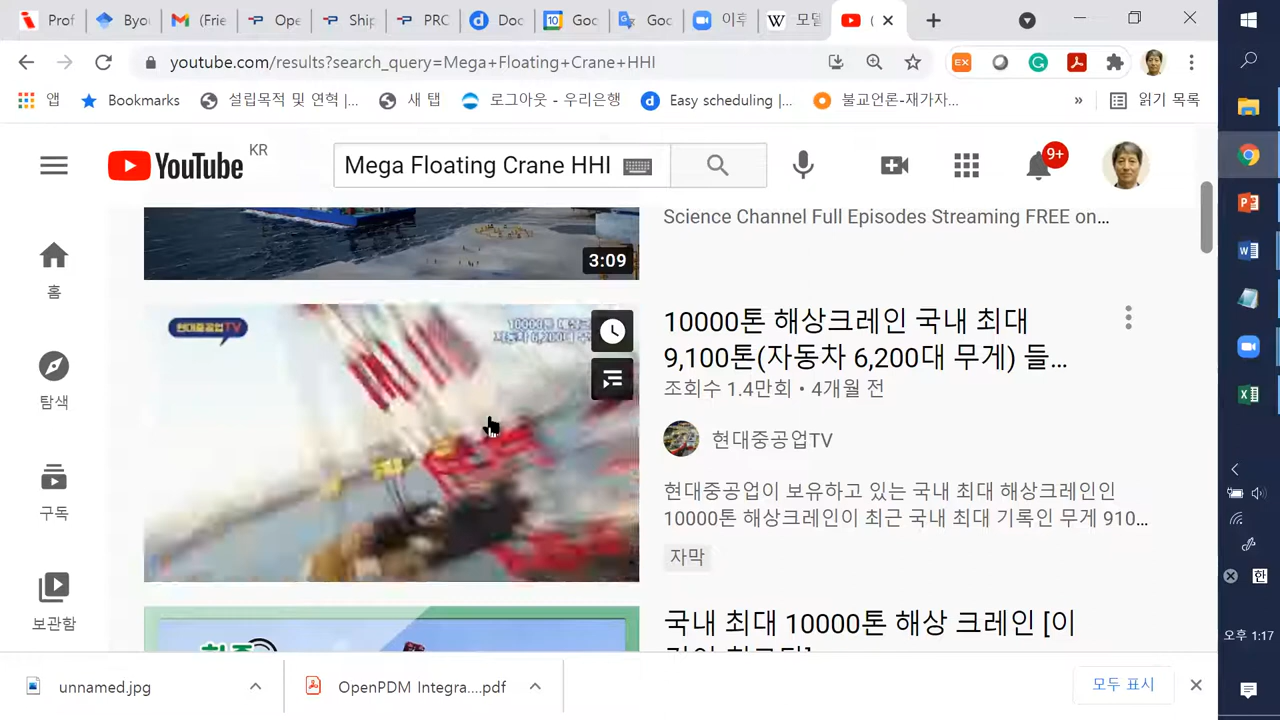 Prof
Byo
(Frie
Ope
Ship
PRC
Doc
Goo
Goo
이후
모델
(
youtube.com/results?search_query=Mega+Floating+Crane+HHI
EX
앱
Bookmarks
설립목적 및 연혁 |...
새 탭
로그아웃 - 우리은행
Easy scheduling |...
불교언론-재가자...
»
읽기 목록
YouTube KR
Mega Floating Crane HHI
9+
홈
탐색
구독
보관함
3:09
Science Channel Full Episodes Streaming FREE on...
현대중공업TV
10000톤 해상크레인 국내 최대
9,100톤(자동차 6,200대 무게) 들...
조회수 1.4만회 • 4개월 전
현대중공업TV
현대중공업이 보유하고 있는 국내 최대 해상크레인인
10000톤 해상크레인이 최근 국내 최대 기록인 무게 910...
자막
국내 최대 10000톤 해상 크레인 [이
unnamed.jpg
OpenPDM Integra....pdf
모두 표시
한
오후 1:17